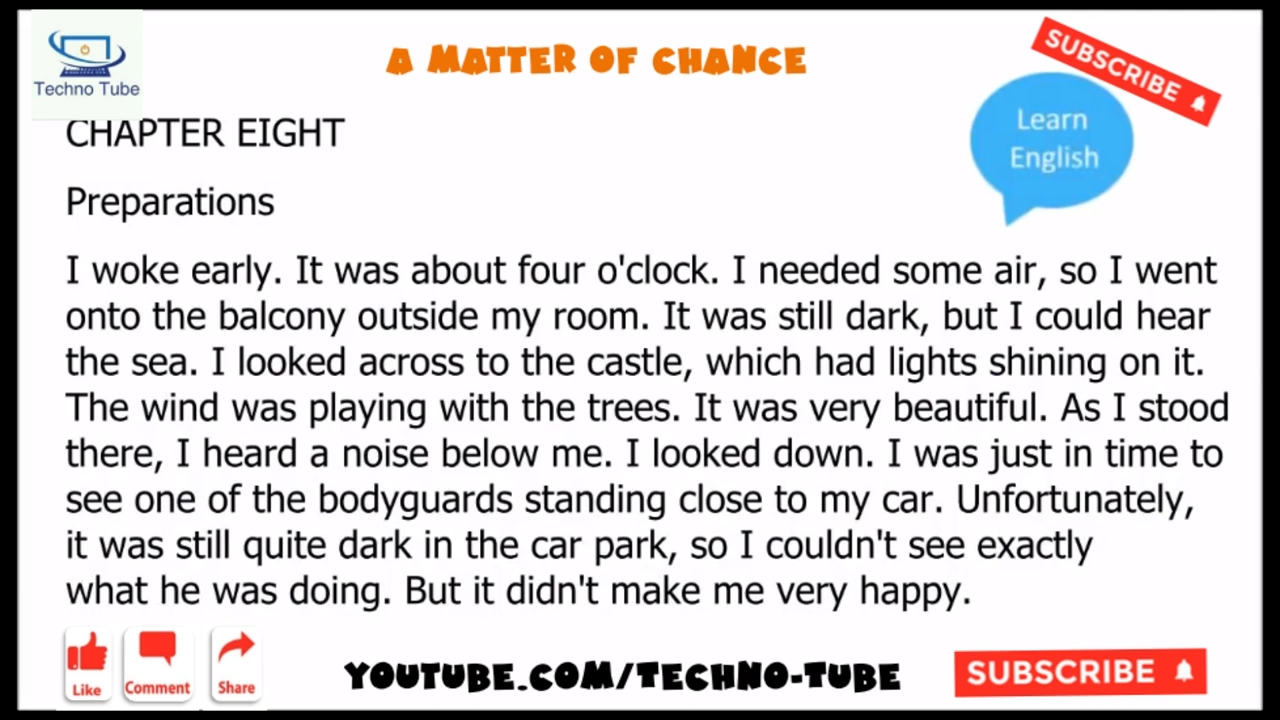 A MATTER OF CHANCE
SUBSCRIBE
Techno Tube
Learn
English
CHAPTER EIGHT
Preparations
I woke early. It was about four o'clock. I needed some air, so I went
onto the balcony outside my room. It was still dark, but I could hear
the sea. I looked across to the castle, which had lights shining on it.
The wind was playing with the trees. It was very beautiful. As I stood
there, I heard a noise below me. I looked down. I was just in time to
see one of the bodyguards standing close to my car. Unfortunately,
it was still quite dark in the car park, so I couldn't see exactly
what he was doing. But it didn't make me very happy.
Like
Comment
Share
YOUTUBE.COM/TECHNO-TUBE
SUBSCRIBE